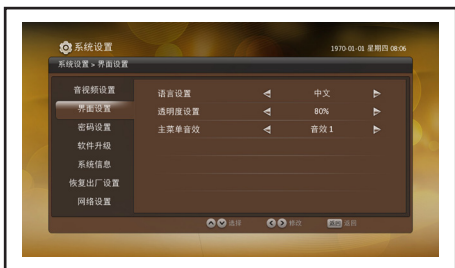 系统设置
1970-01-01 星期四 08:06
系统设置 > 界面设置
音视频设置
界面设置
密码设置
软件升级
系统信息
恢复出厂设置
网络设置
语言设置 中文
透明度设置 80%
主菜单音效 音效 1
选择 修改 退出 返回